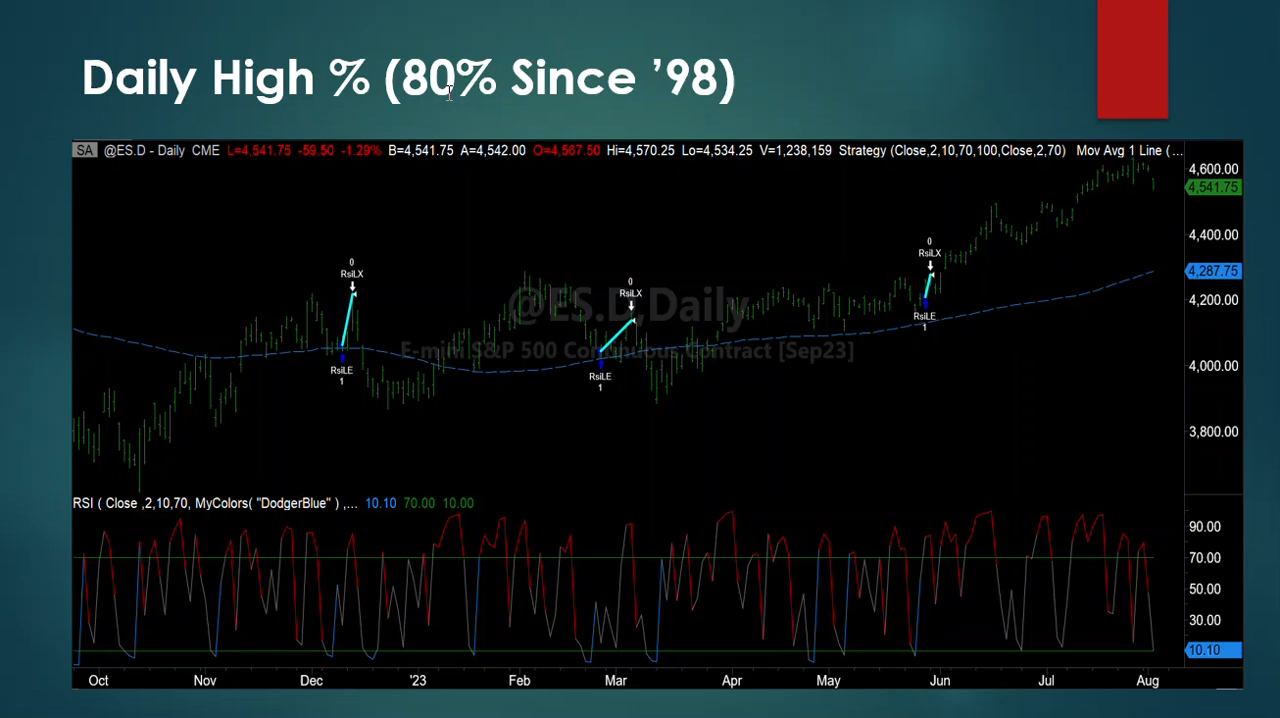 Daily High % (80% Since ’98)
SA @ES.D - Daily CME L=4,541.75 -59.50 -1.29% B=4,541.75 A=4,542.00 O=4,567.50 Hi=4,570.25 Lo=4,534.25 V=1,238,159 Strategy (Close,2,10,70,100,Close,2,70) Mov Avg 1 Line (...
4,600.00
4,541.75
4,400.00
0
RsiLX
4,287.75
0
RsiLX
0
RsiLX
@ES.D,Daily
4,200.00
RsiLE
1
E-mini S&P 500 Continuous Contract [Sep23]
4,000.00
RsiLE
1
RsiLE
1
3,800.00
RSI ( Close ,2,10,70, MyColors( "DodgerBlue" ) ,... 10.10 70.00 10.00
90.00
70.00
50.00
30.00
10.10
Oct Nov Dec '23 Feb Mar Apr May Jun Jul Aug